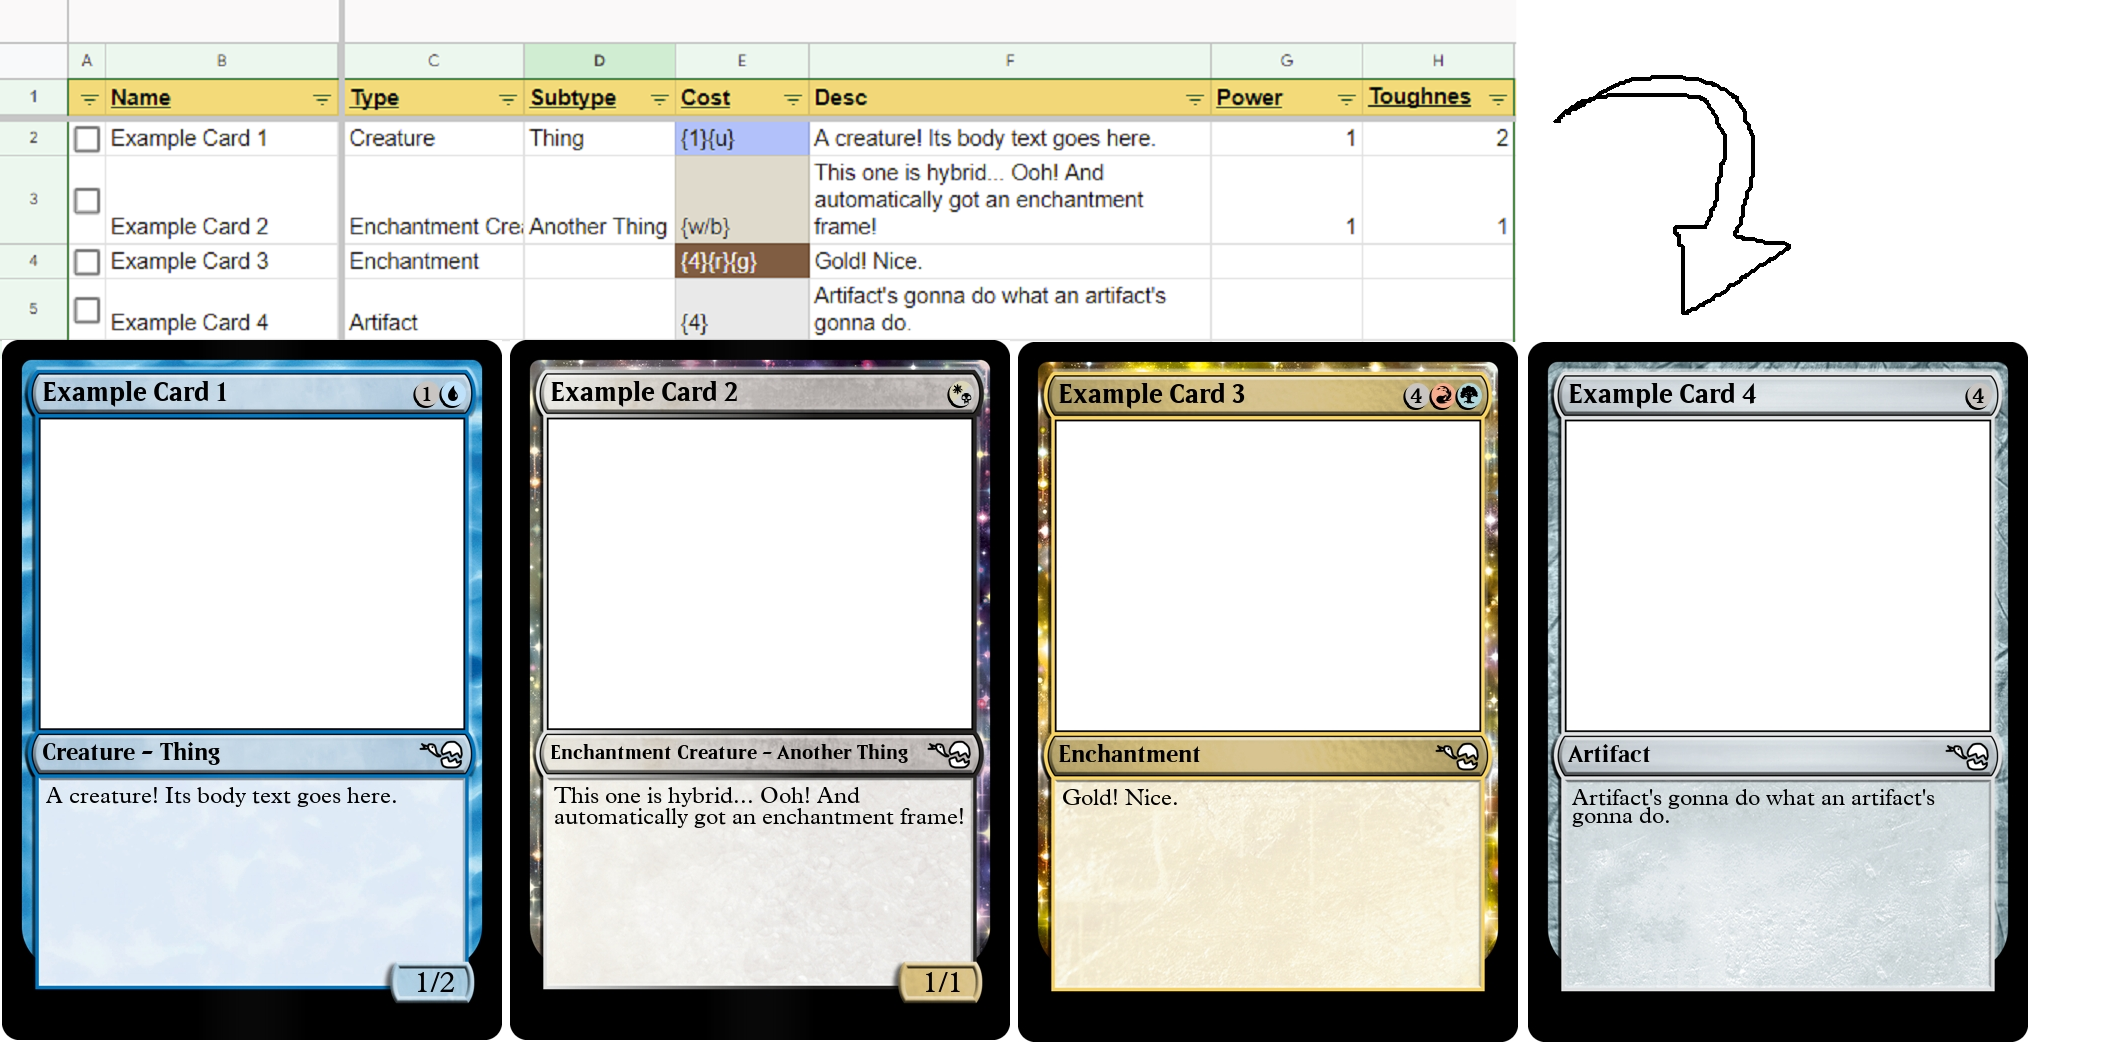 A B C D E F G H
1 Name Type Subtype Cost Desc Power Toughnes
2 Example Card 1 Creature Thing {1}{u} A creature! Its body text goes here. 1 2
This one is hybrid... Ooh! And
3 automatically got an enchantment
Example Card 2 Enchantment Cre Another Thing {w/b} frame! 1 1
4 Example Card 3 Enchantment {4}{r}{g} Gold! Nice.
5 Artifact's gonna do what an artifact's
Example Card 4 Artifact {4} gonna do.
Example Card 1 1
Creature – Thing
A creature! Its body text goes here.
1/2
Example Card 2
Enchantment Creature – Another Thing
This one is hybrid... Ooh! And
automatically got an enchantment frame!
1/1
Example Card 3 4
Enchantment
Gold! Nice.
Example Card 4 4
Artifact
Artifact's gonna do what an artifact's
gonna do.